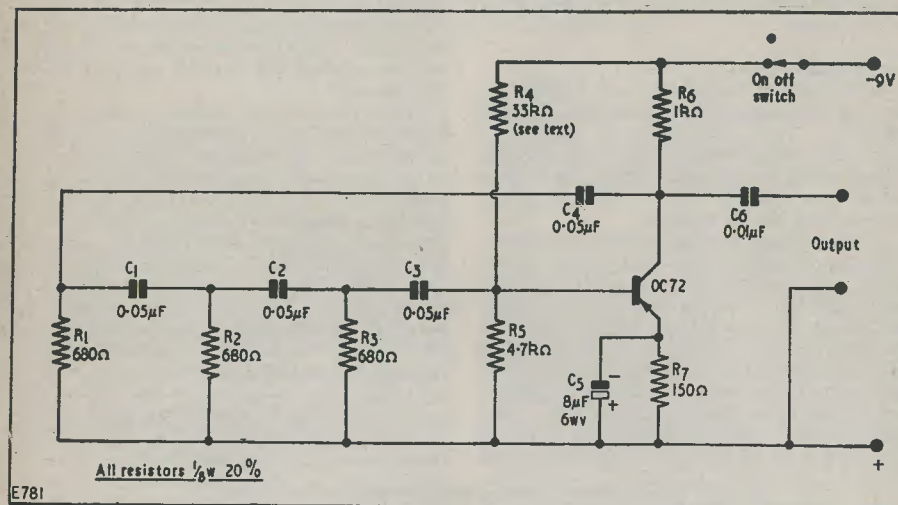 R4
33kΩ
(see text)
R6
1kΩ
On off
switch
-9V
C4
0·05μF
C6
0·01μF
Output
C1
0·05μF
C2
0·05μF
C3
0·05μF
OC72
R1
680Ω
R2
680Ω
R3
680Ω
R5
4·7kΩ
C5
8μF
6wv
-
+
R7
150Ω
+
All resistors 1/8w 20%
E781